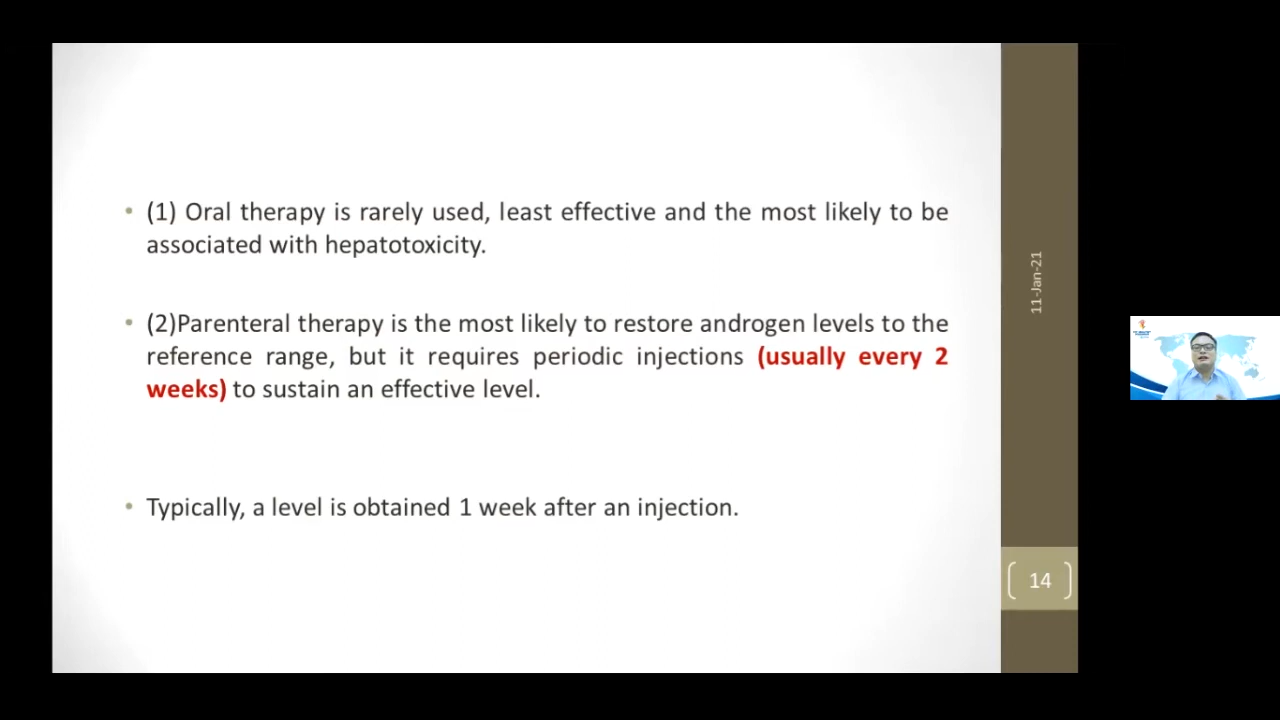 • (1) Oral therapy is rarely used, least effective and the most likely to be
associated with hepatotoxicity.
• (2)Parenteral therapy is the most likely to restore androgen levels to the
reference range, but it requires periodic injections (usually every 2
weeks) to sustain an effective level.
• Typically, a level is obtained 1 week after an injection.
11-Jan-21
14